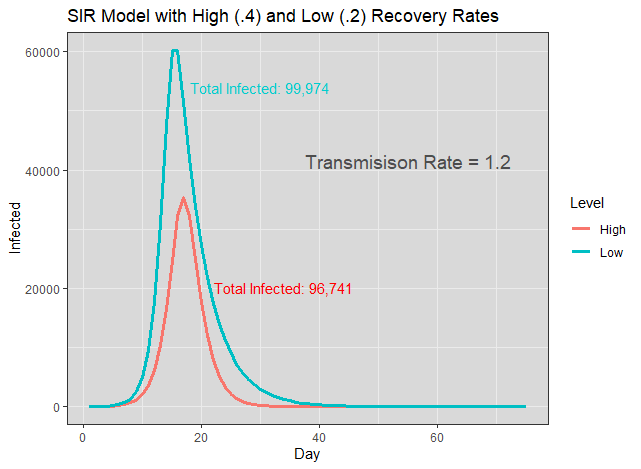 SIR Model with High (.4) and Low (.2) Recovery Rates
60000
Total Infected: 99,974
Transmisison Rate = 1.2
40000
Infected
Level
High
Low
Total Infected: 96,741
20000
0
0
20
40
60
Day